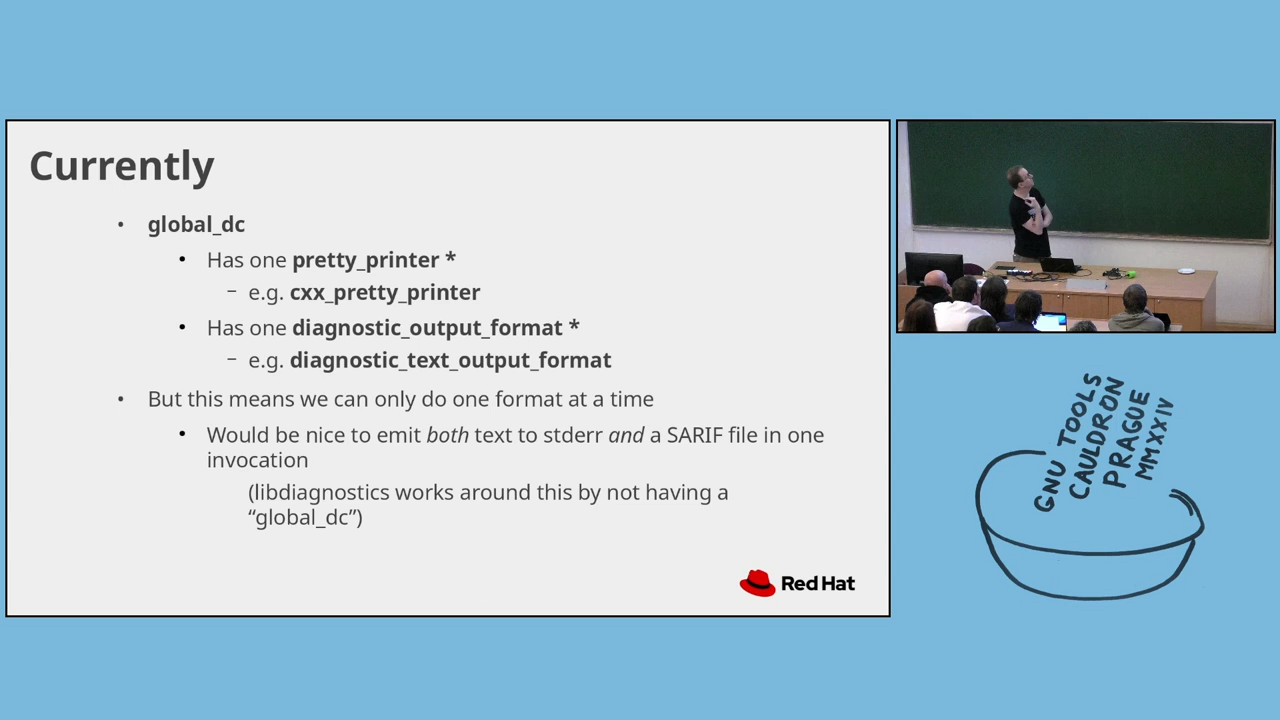 Currently
• global_dc
• Has one pretty_printer *
– e.g. cxx_pretty_printer
• Has one diagnostic_output_format *
– e.g. diagnostic_text_output_format
• But this means we can only do one format at a time
• Would be nice to emit both text to stderr and a SARIF file in one
invocation
(libdiagnostics works around this by not having a
“global_dc”)
Red Hat
GNU TOOLS
CAULDRON
PRAGUE
MMXXIV